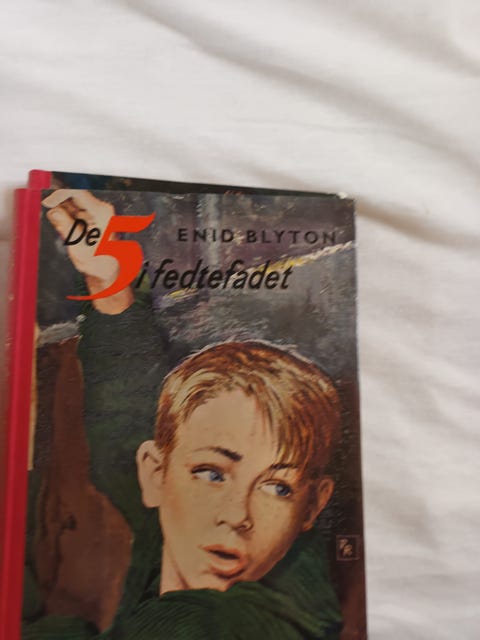 De 5
ENID BLYTON
i fedtefadet